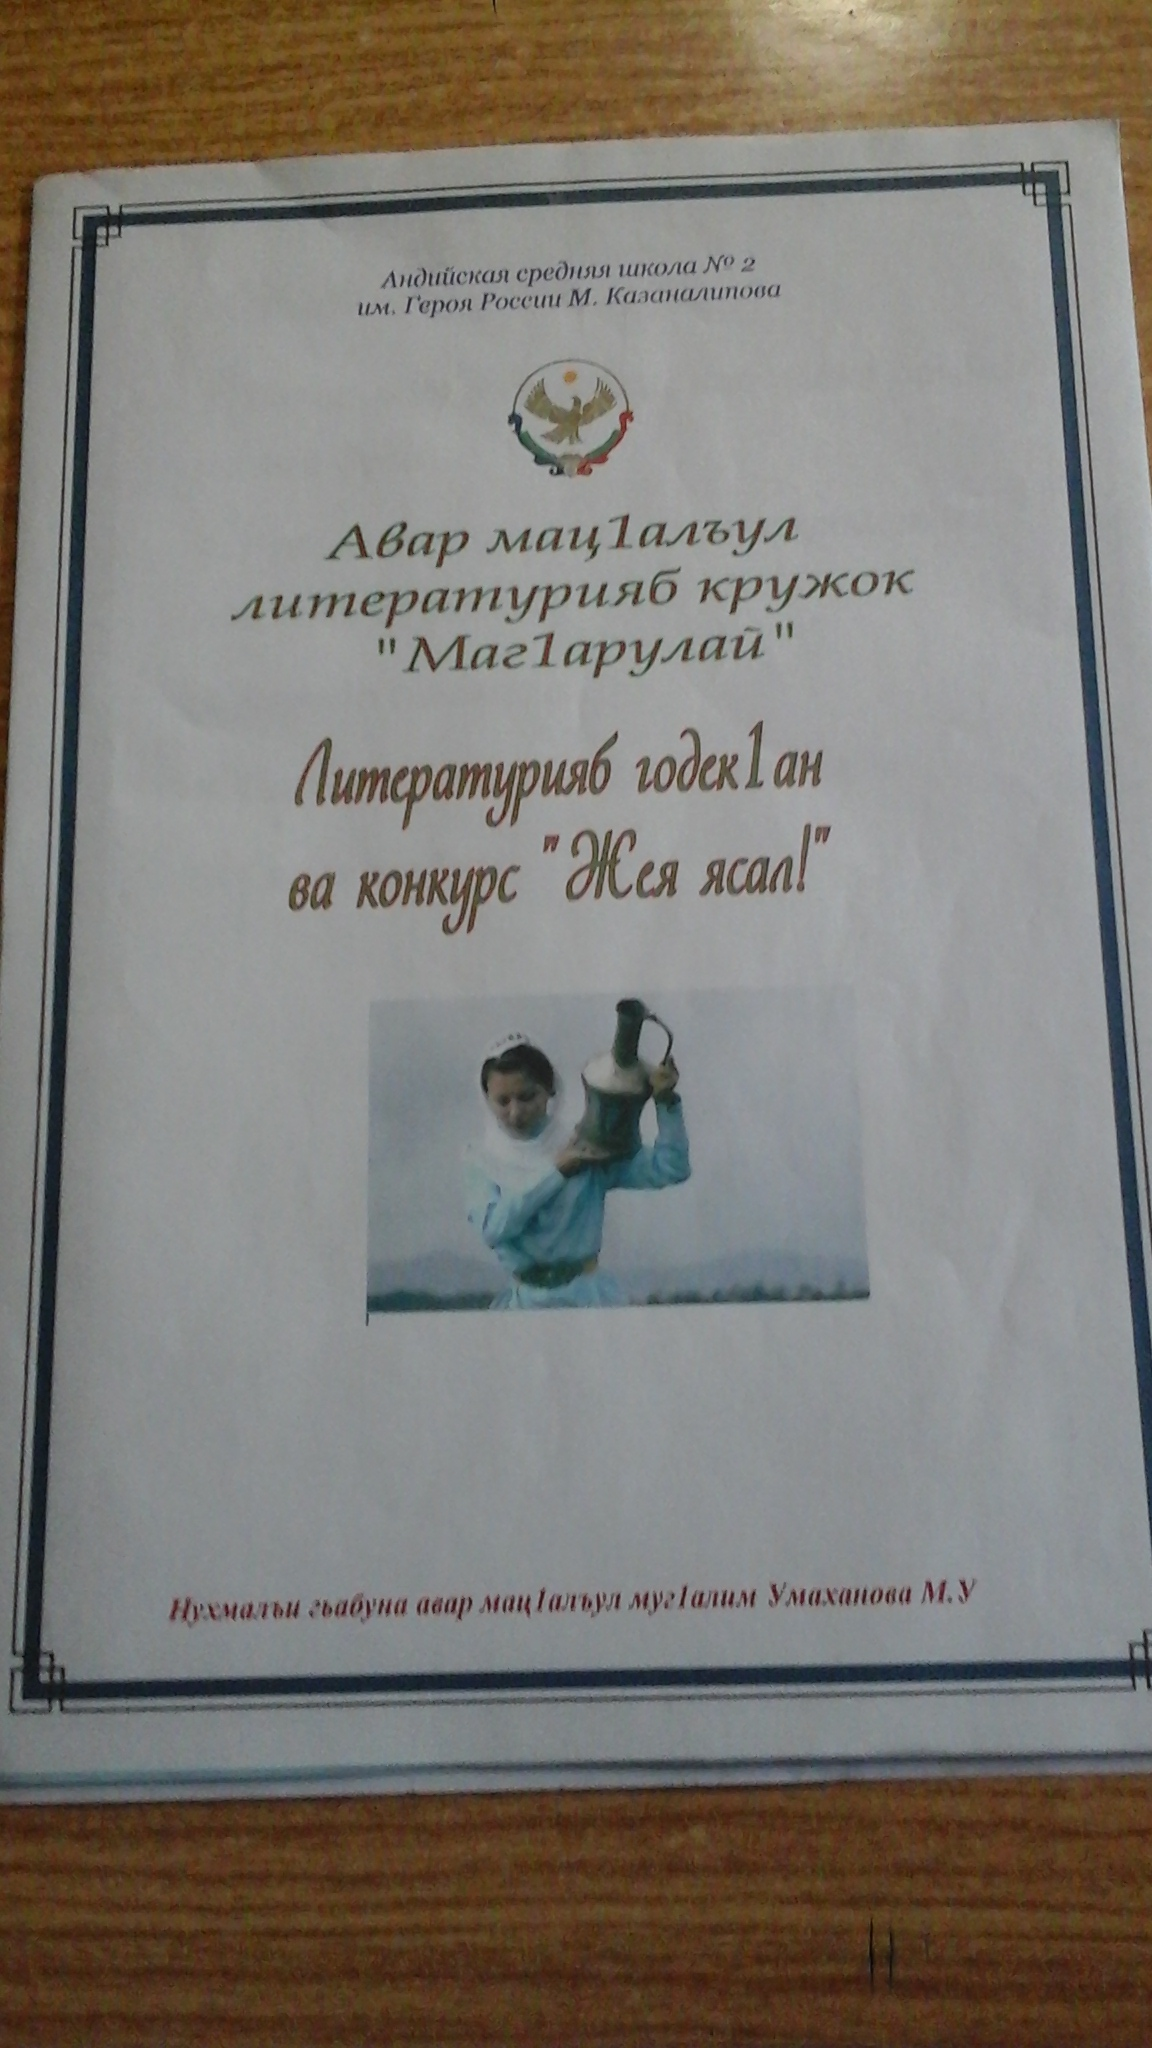 Андийская средняя школа № 2
им. Героя России М. Казаналипова
Авар мац1алъул
литературияб кружок
"Маг1арулай"
Литературияб годек1ан
ва конкурс "Жея ясал!"
Нухмалъи гьабуна авар мац1алъул муг1алим Умаханова М.У